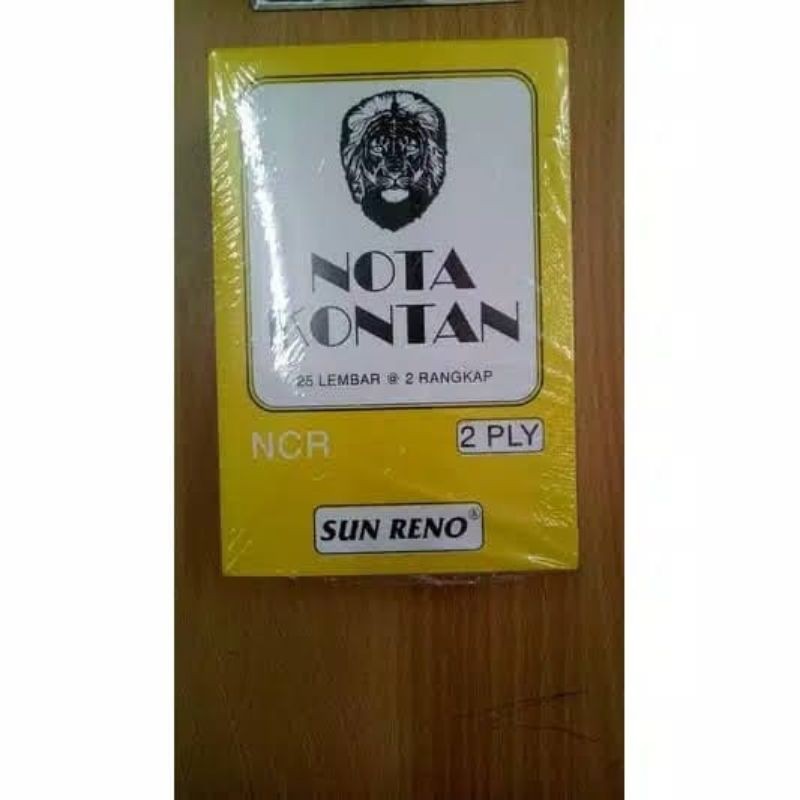 NOTA
KONTAN
25 LEMBAR @ 2 RANGKAP
NCR
2 PLY
SUN RENO®